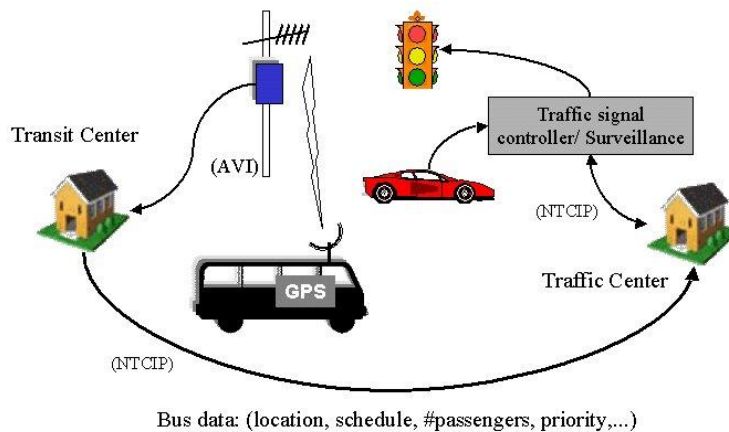 Transit Center
(AVI)
Traffic signal
controller/ Surveillance
(NTCIP)
GPS
Traffic Center
(NTCIP)
Bus data: (location, schedule, #passengers, priority,...)